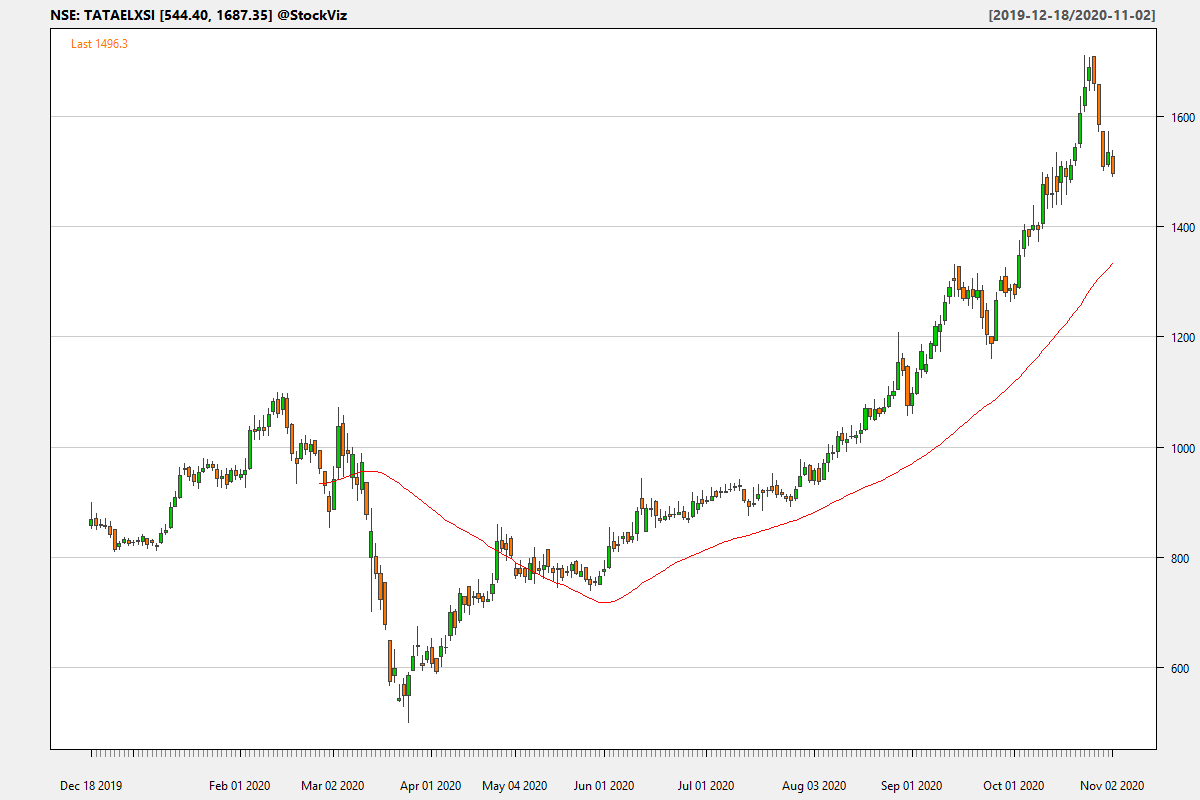 NSE: TATAELXSI [544.40, 1687.35] @StockViz
[2019-12-18/2020-11-02]
Last 1496.3
1600
1400
1200
1000
800
600
Dec 18 2019 Feb 01 2020 Mar 02 2020 Apr 01 2020 May 04 2020 Jun 01 2020 Jul 01 2020 Aug 03 2020 Sep 01 2020 Oct 01 2020 Nov 02 2020